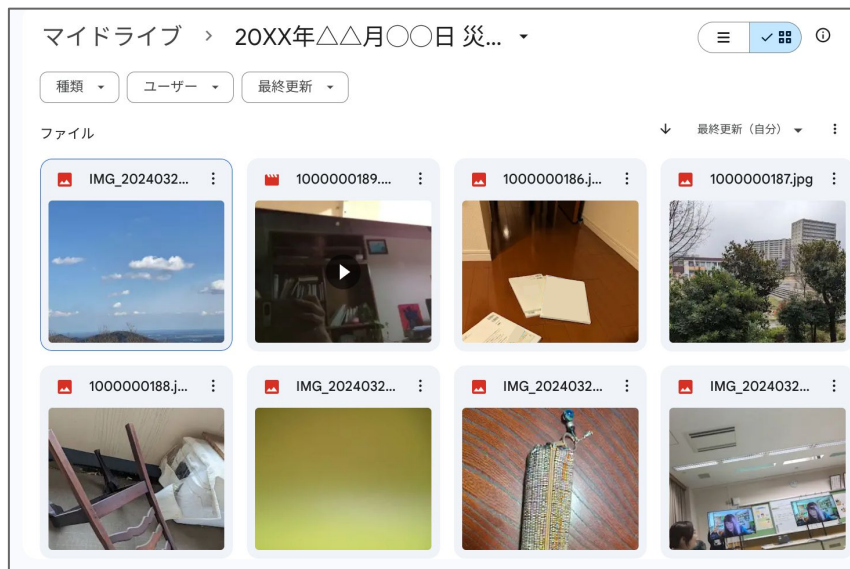 マイドライブ > 20XX年△△月〇〇日 災...
種類 ユーザー 最終更新
ファイル 最終更新（自分）
IMG_2024032... 1000000189.... 1000000186.j... 1000000187.jpg
1000000188.j... IMG_2024032... IMG_2024032... IMG_2024032...